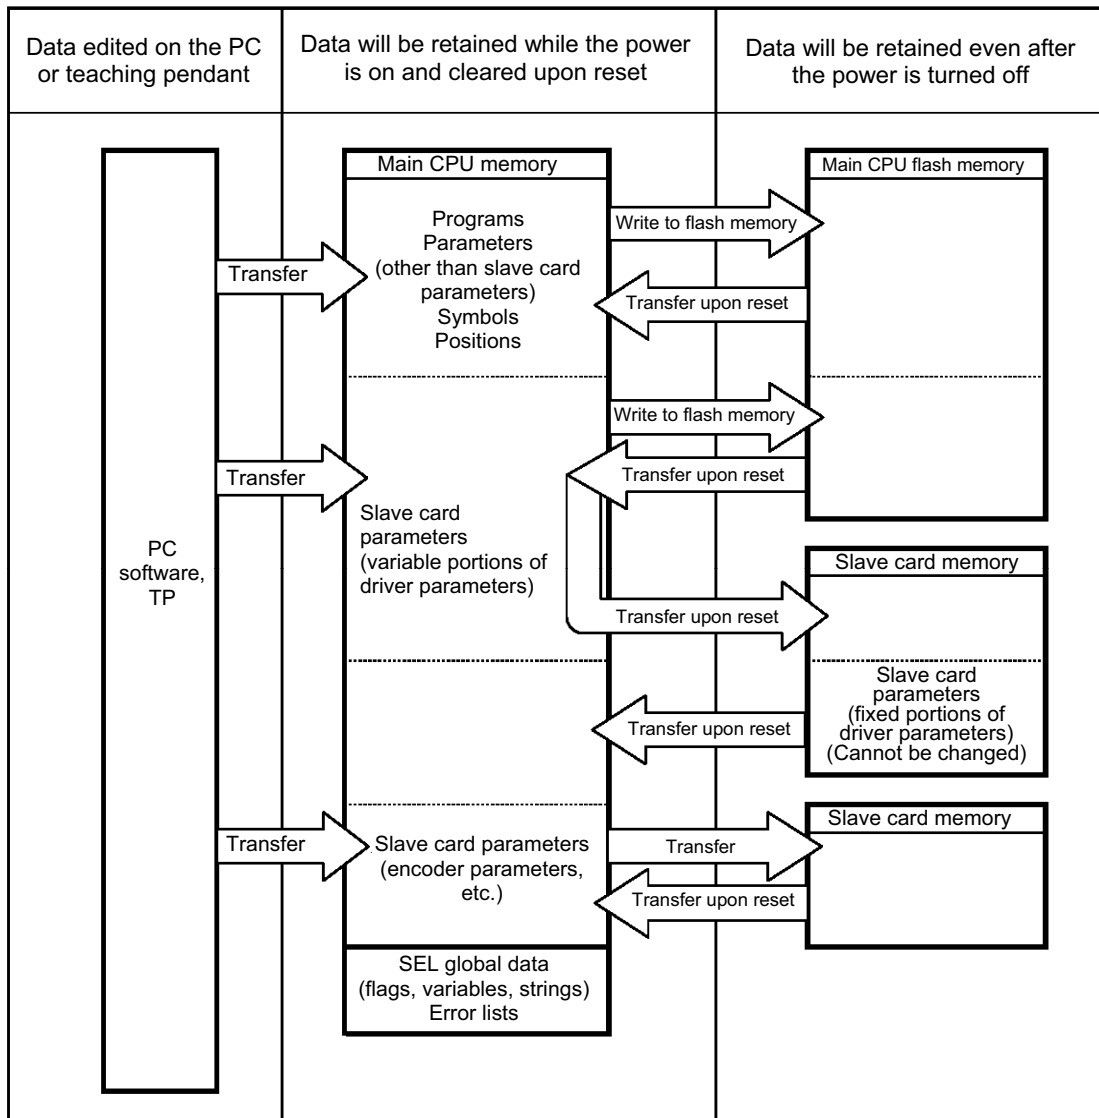 Data edited on the PC
or teaching pendant
Data will be retained while the power
is on and cleared upon reset
Data will be retained even after
the power is turned off
PC
software,
TP
Transfer
Transfer
Transfer
Main CPU memory
Programs
Parameters
(other than slave card
parameters)
Symbols
Positions
Slave card
parameters
(variable portions of
driver parameters)
Slave card parameters
(encoder parameters,
etc.)
SEL global data
(flags, variables, strings)
Error lists
Write to flash memory
Transfer upon reset
Write to flash memory
Transfer upon reset
Transfer upon reset
Transfer upon reset
Transfer
Transfer upon reset
Main CPU flash memory
Slave card memory
Slave card
parameters
(fixed portions of
driver parameters)
(Cannot be changed)
Slave card memory